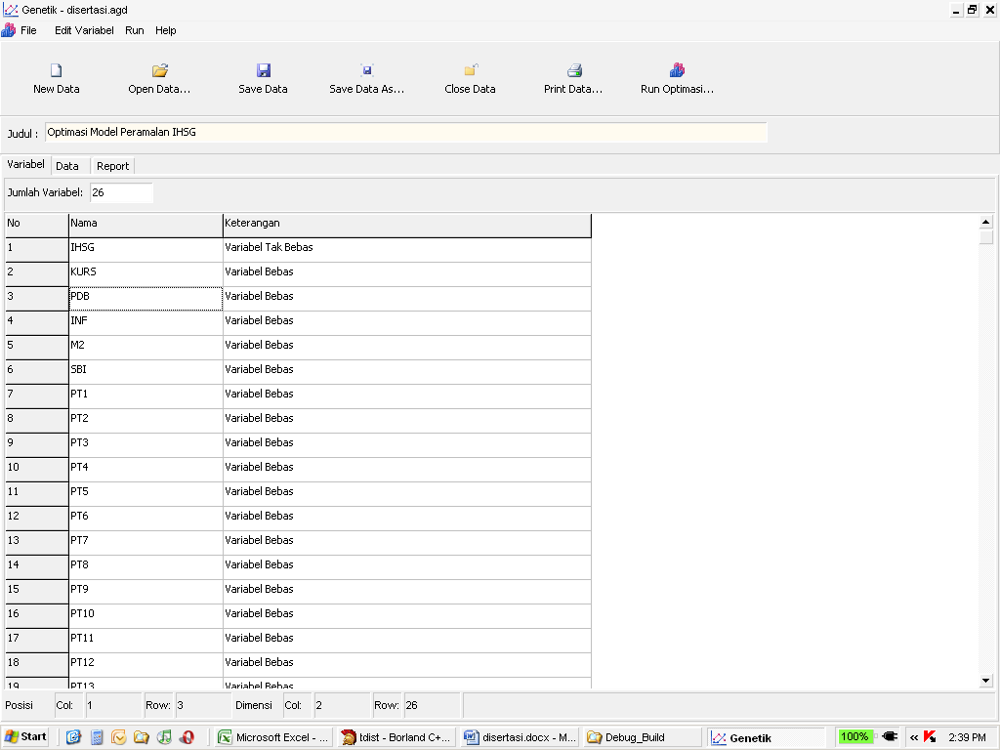 Genetik - disertasi.agd
File Edit Variabel Run Help
New Data Open Data... Save Data Save Data As... Close Data Print Data... Run Optimasi...
Judul : Optimasi Model Peramalan IHSG
Variabel Data Report
Jumlah Variabel: 26
No Nama Keterangan
1 IHSG Variabel Tak Bebas
2 KURS Variabel Bebas
3 PDB Variabel Bebas
4 INF Variabel Bebas
5 M2 Variabel Bebas
6 SBI Variabel Bebas
7 PT1 Variabel Bebas
8 PT2 Variabel Bebas
9 PT3 Variabel Bebas
10 PT4 Variabel Bebas
11 PT5 Variabel Bebas
12 PT6 Variabel Bebas
13 PT7 Variabel Bebas
14 PT8 Variabel Bebas
15 PT9 Variabel Bebas
16 PT10 Variabel Bebas
17 PT11 Variabel Bebas
18 PT12 Variabel Bebas
19 PT13 Variabel Bebas
Posisi Col: 1 Row: 3 Dimensi Col: 2 Row: 26
Start Microsoft Excel - ... tdist - Borland C+... disertasi.docx - M... Debug_Build Genetik 100% « 2:39 PM